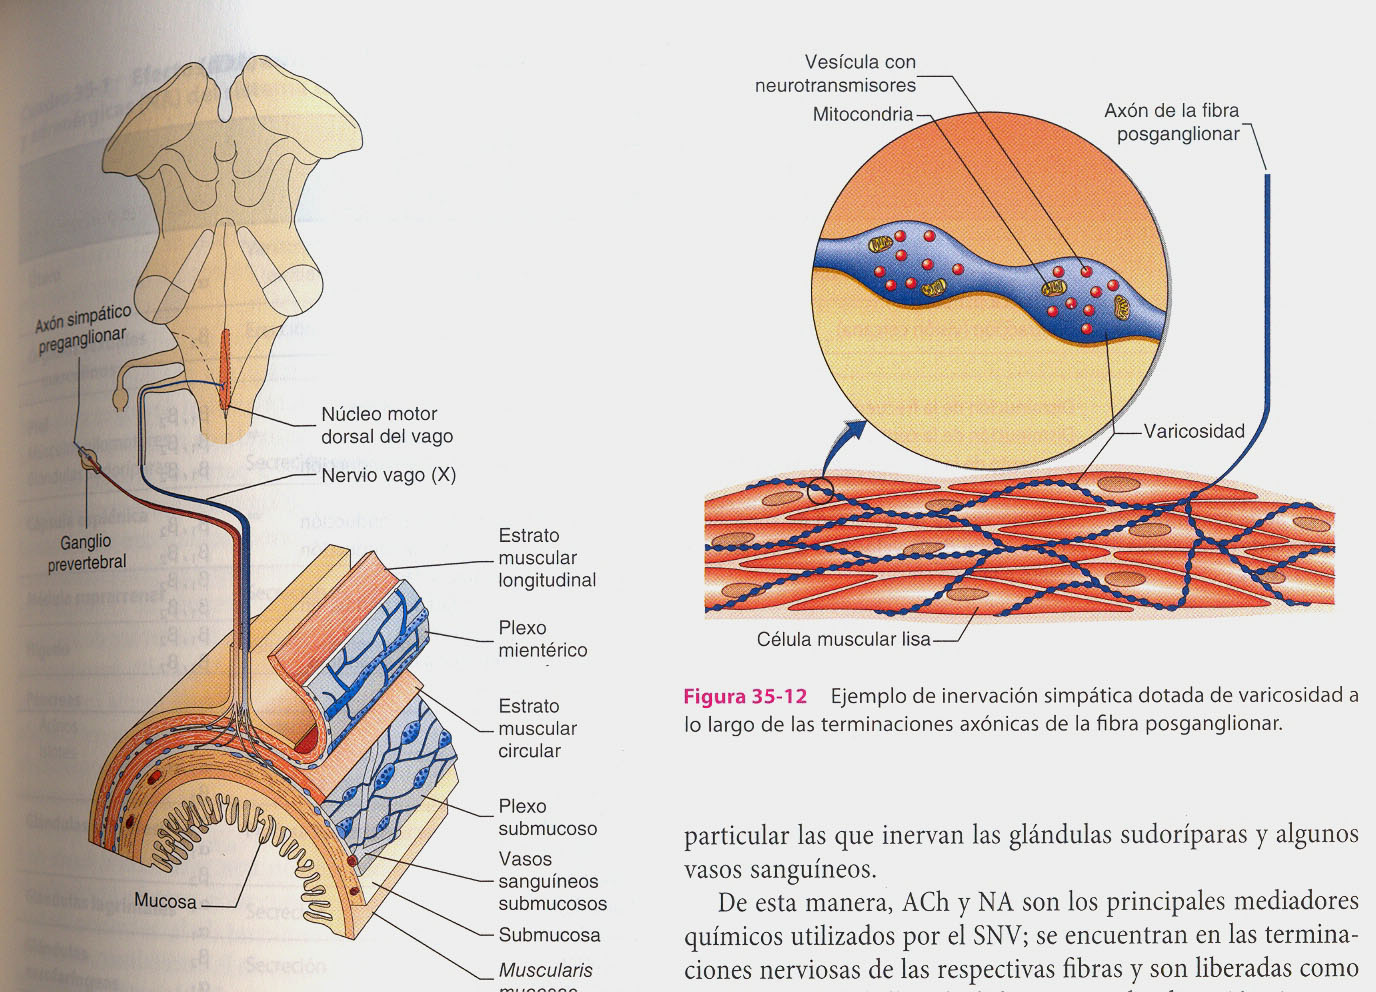 Axón simpático
preganglionar
Núcleo motor
dorsal del vago
Nervio vago (X)
Ganglio
prevertebral
Estrato
muscular
longitudinal
Plexo
mientérico
Estrato
muscular
circular
Plexo
submucoso
Vasos
sanguíneos
submucosos
Mucosa
Submucosa
Muscularis
Vesícula con
neurotransmisores
Mitocondria
Axón de la fibra
posganglionar
Varicosidad
Célula muscular lisa
Figura 35-12 Ejemplo de inervación simpática dotada de varicosidad a
lo largo de las terminaciones axónicas de la fibra posganglionar.
particular las que inervan las glándulas sudoríparas y algunos
vasos sanguíneos.
De esta manera, ACh y NA son los principales mediadores
químicos utilizados por el SNV; se encuentran en las termina-
ciones nerviosas de las respectivas fibras y son liberadas como